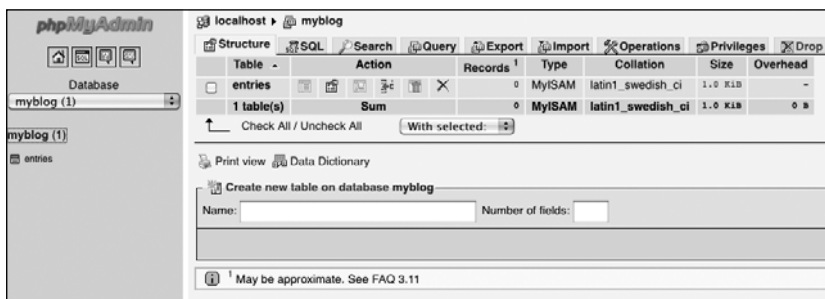 phpMyAdmin
Database
myblog (1)
myblog (1)
entries
localhost ▸ myblog
Structure SQL Search Query Export Import Operations Privileges Drop
Table Action Records 1 Type Collation Size Overhead
entries 0 MyISAM latin1_swedish_ci 1.0 KiB –
1 table(s) Sum 0 MyISAM latin1_swedish_ci 1.0 KiB 0 B
Check All / Uncheck All With selected:
Print view Data Dictionary
Create new table on database myblog
Name: Number of fields:
1 May be approximate. See FAQ 3.11